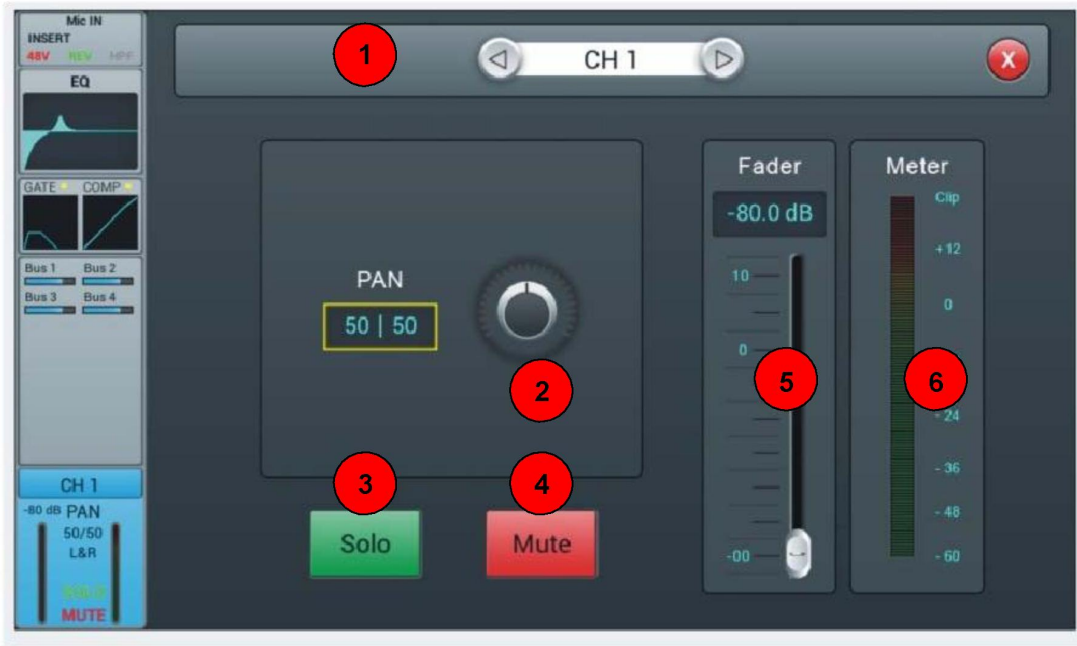 Mic IN
INSERT
48V REV HPF
EQ
GATE COMP
Bus 1 Bus 2
Bus 3 Bus 4
CH 1
-80 dB PAN
50/50
L&R
MUTE
1
CH 1
X
PAN
50 | 50
2
3
4
Solo
Mute
Fader
-80.0 dB
10
0
5
-00
Meter
Clip
+12
0
6
- 24
- 36
- 48
- 60